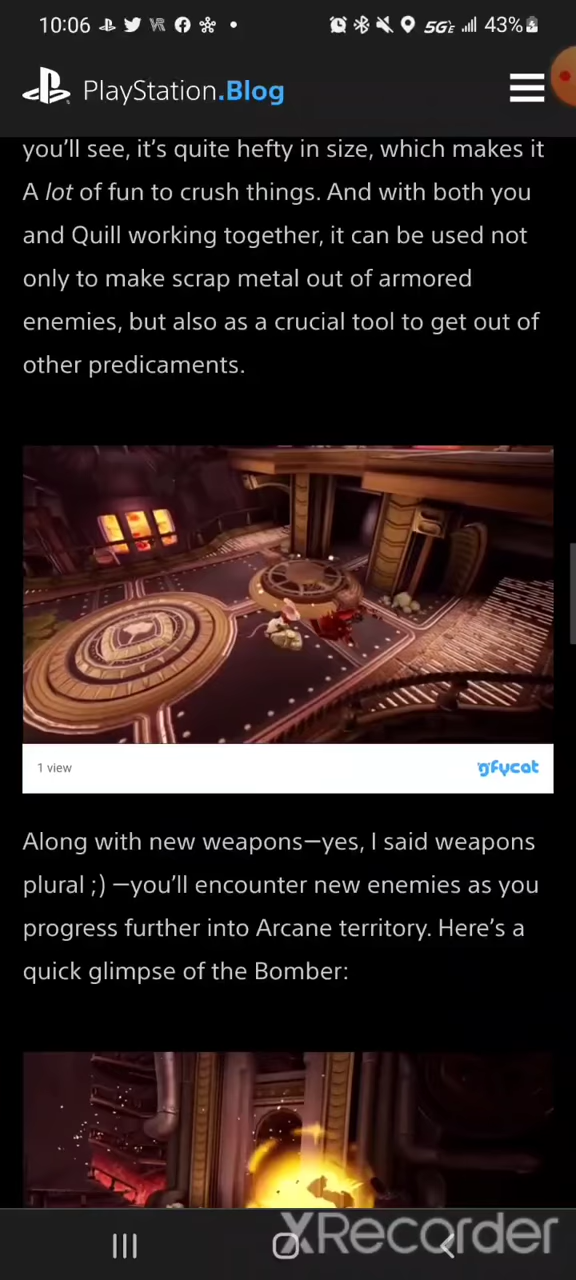 10:06
5GE 43%
PlayStation.Blog
you'll see, it's quite hefty in size, which makes it
A lot of fun to crush things. And with both you
and Quill working together, it can be used not
only to make scrap metal out of armored
enemies, but also as a crucial tool to get out of
other predicaments.
1 view
gfycat
Along with new weapons—yes, I said weapons
plural ;) —you'll encounter new enemies as you
progress further into Arcane territory. Here's a
quick glimpse of the Bomber:
XRecorder